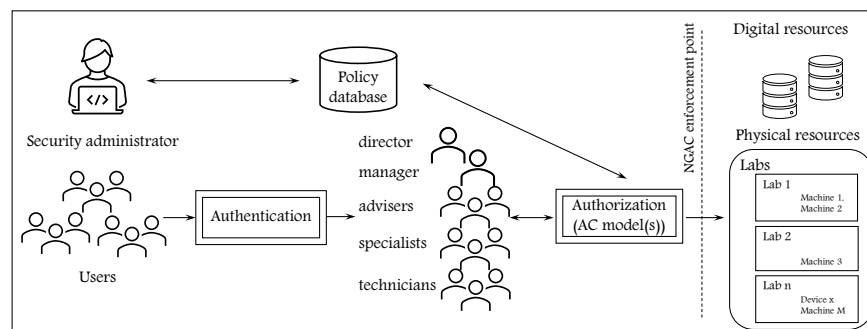 Digital resources
NGAC enforcement point
Policy
database
</>
Security administrator
director
manager
advisers
specialists
technicians
Users
Authentication
Authorization
(AC model(s))
Physical resources
Labs
Lab 1
Machine 1.
Machine 2
Lab 2
Machine 3
Lab n
Device x
Machine M